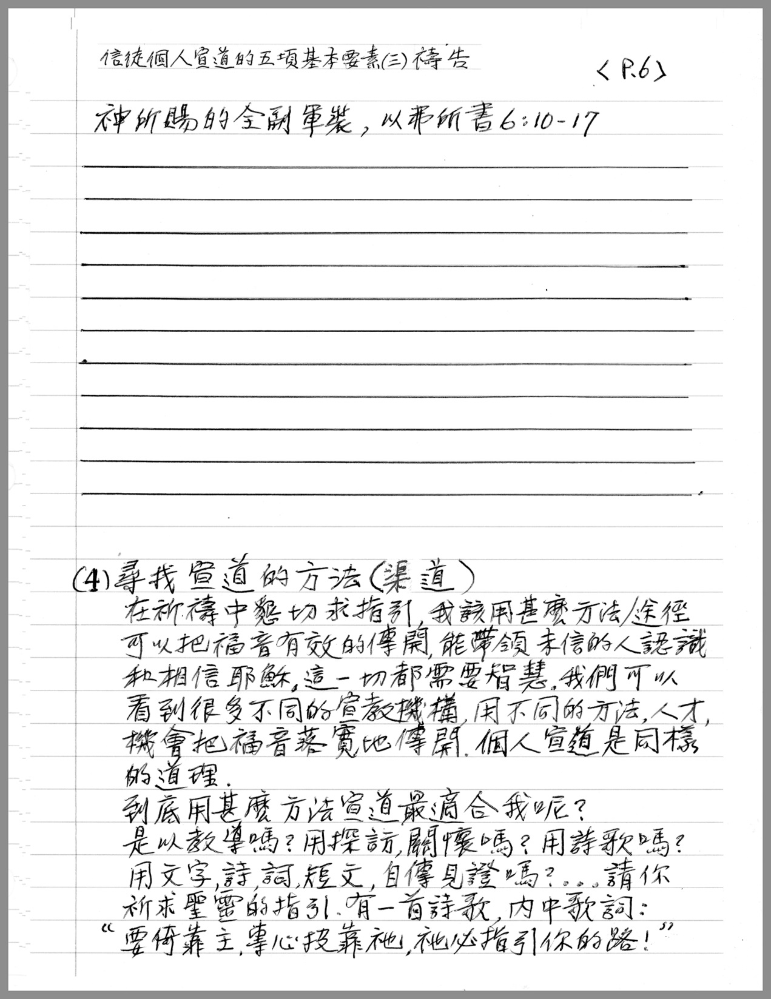 信徒個人宣道的五項基本要素(三)禱告
<P.6>
神所賜的全副軍裝, 以弗所書6:10-17
(4)尋找宣道的方法(渠道)
在祈禱中懇切求指引, 我該用甚麼方法/途徑
可以把福音有效的傳開, 能帶領未信的人認識
和相信耶穌。這一切都需要智慧。我們可以
看到很多不同的宣教機構, 用不同的方法, 人才,
機會把福音落實地傳開. 個人宣道是同樣
的道理.
到底用甚麼方法宣道最適合我呢?
是以教導嗎? 用探訪, 關懷嗎? 用詩歌嗎?
用文字, 詩, 詞, 短文, 自傳見證嗎?... 請你
祈求聖靈的指引. 有一首詩歌, 內中歌詞:
“要倚靠主, 專心投靠祂, 祂必指引你的路!”